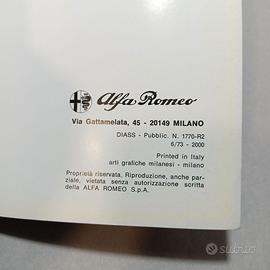 Alfa Romeo
Via Gattamelata, 45 - 20149 MILANO
DIASS - Pubblic. N. 1770-R2
6/73 - 2000
Printed in Italy
arti grafiche milanesi - milano
Proprietà riservata. Riproduzione, anche par-
ziale, vietata senza autorizzazione scritta
della ALFA ROMEO S.p.A.
subito